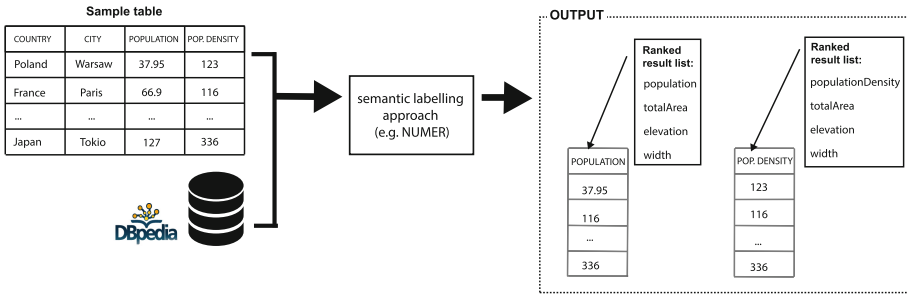 Sample table
COUNTRY CITY POPULATION POP. DENSITY
Poland Warsaw 37.95 123
France Paris 66.9 116
... ... ... ...
Japan Tokio 127 336
DBpedia
semantic labelling
approach
(e.g. NUMER)
OUTPUT
Ranked
result list:
population
totalArea
elevation
width
POPULATION
37.95
116
...
336
Ranked
result list:
populationDensity
totalArea
elevation
width
POP. DENSITY
123
116
...
336